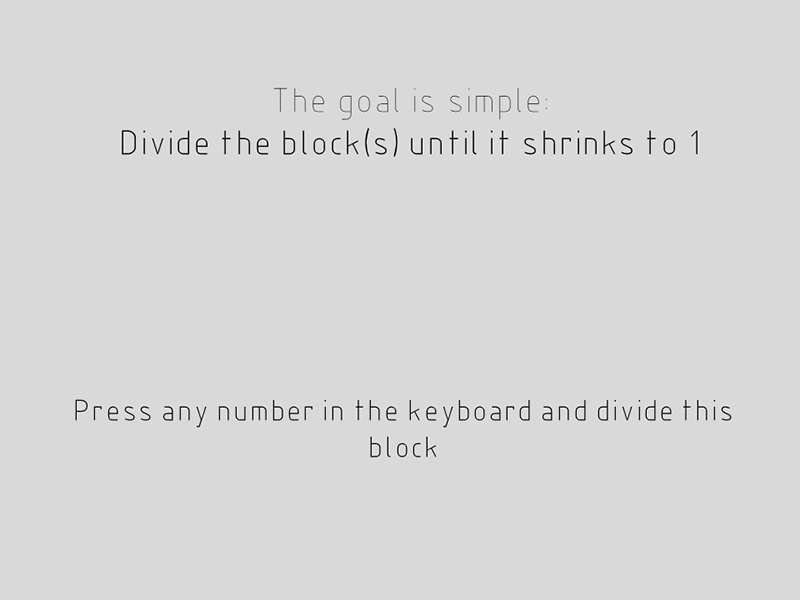 The goal is simple:
Divide the block(s) until it shrinks to 1
Press any number in the keyboard and divide this
block